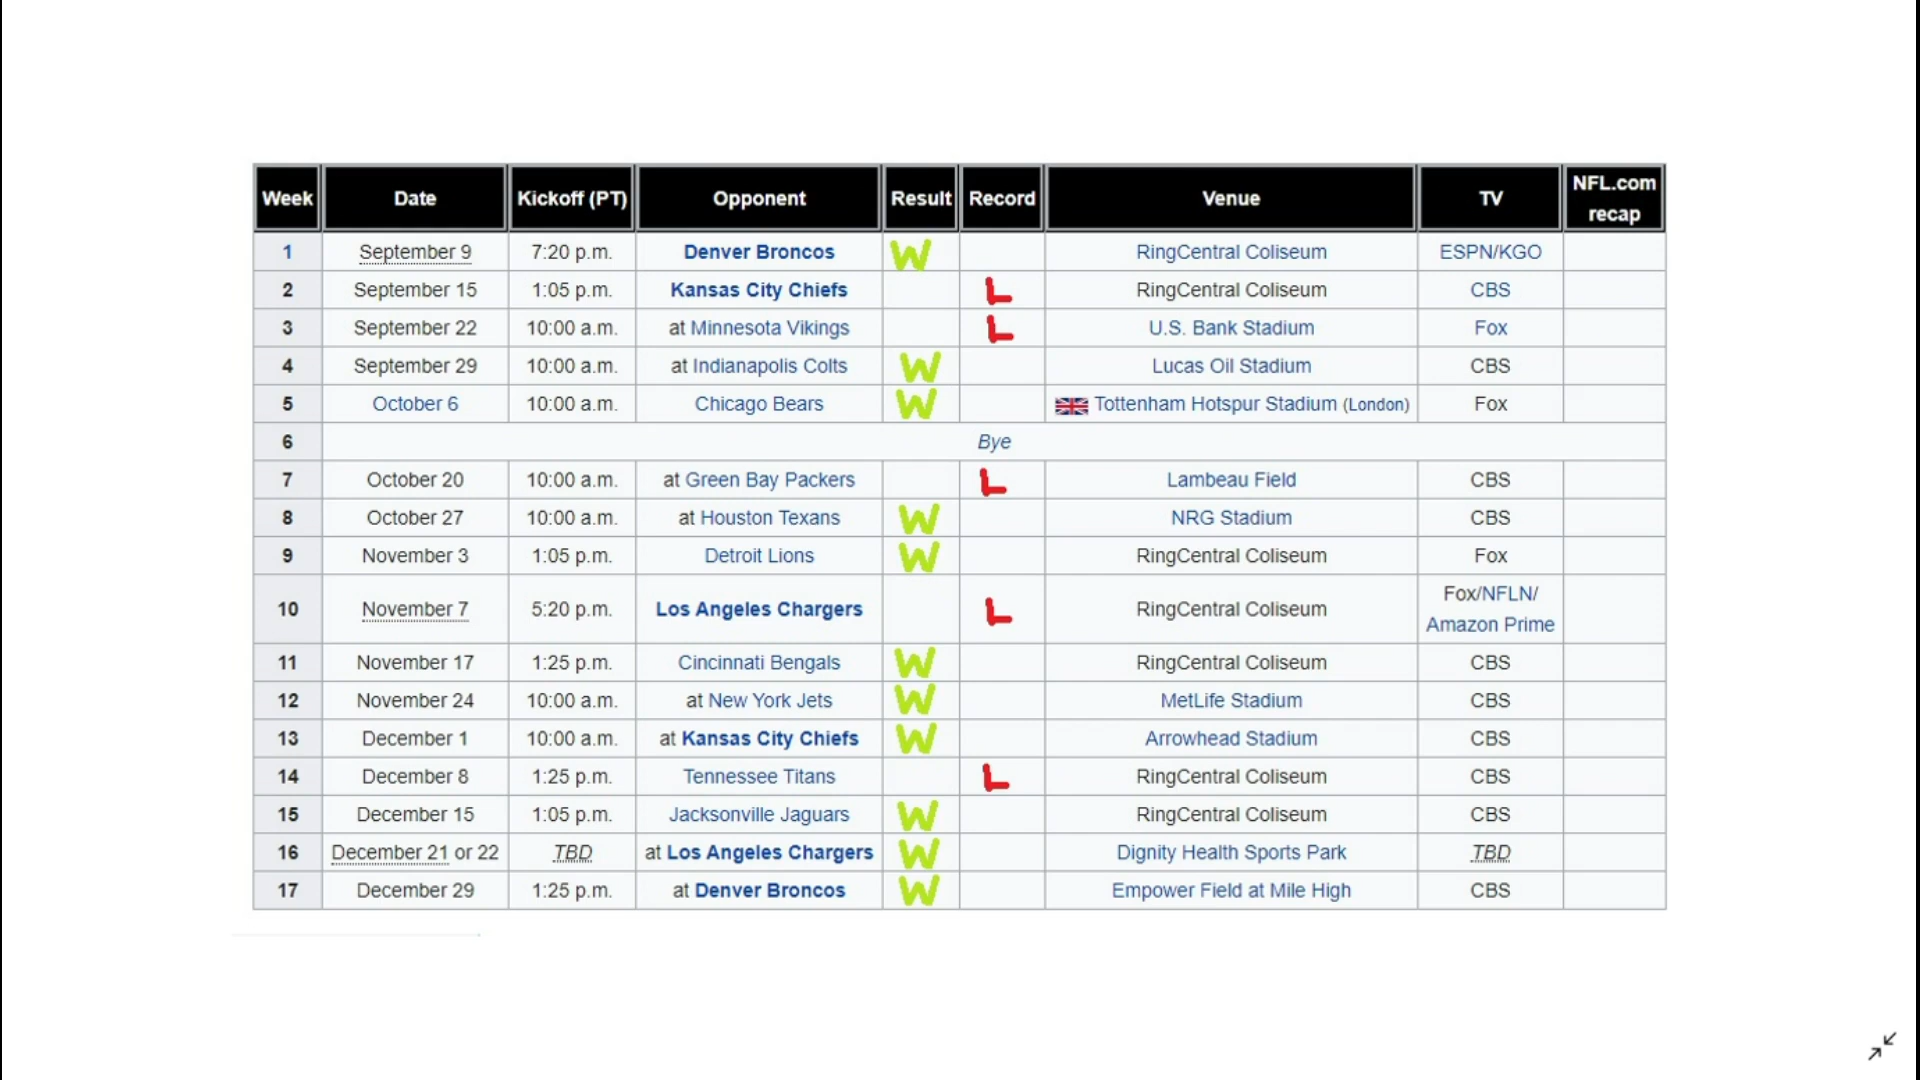 Week Date Kickoff (PT) Opponent Result Record Venue TV NFL.com recap
1 September 9 7:20 p.m. Denver Broncos W RingCentral Coliseum ESPN/KGO
2 September 15 1:05 p.m. Kansas City Chiefs L RingCentral Coliseum CBS
3 September 22 10:00 a.m. at Minnesota Vikings L U.S. Bank Stadium Fox
4 September 29 10:00 a.m. at Indianapolis Colts W Lucas Oil Stadium CBS
5 October 6 10:00 a.m. Chicago Bears W Tottenham Hotspur Stadium (London) Fox
6 Bye
7 October 20 10:00 a.m. at Green Bay Packers L Lambeau Field CBS
8 October 27 10:00 a.m. at Houston Texans W NRG Stadium CBS
9 November 3 1:05 p.m. Detroit Lions W RingCentral Coliseum Fox
10 November 7 5:20 p.m. Los Angeles Chargers L RingCentral Coliseum Fox/NFLN/ Amazon Prime
11 November 17 1:25 p.m. Cincinnati Bengals W RingCentral Coliseum CBS
12 November 24 10:00 a.m. at New York Jets W MetLife Stadium CBS
13 December 1 10:00 a.m. at Kansas City Chiefs W Arrowhead Stadium CBS
14 December 8 1:25 p.m. Tennessee Titans L RingCentral Coliseum CBS
15 December 15 1:05 p.m. Jacksonville Jaguars W RingCentral Coliseum CBS
16 December 21 or 22 TBD at Los Angeles Chargers W Dignity Health Sports Park TBD
17 December 29 1:25 p.m. at Denver Broncos W Empower Field at Mile High CBS